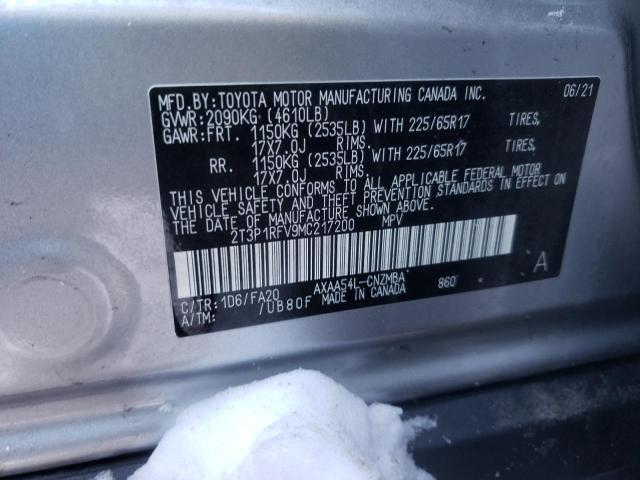 MFD.BY:TOYOTA MOTOR MANUFACTURING CANADA INC. 06/21
GVWR:2090KG (4610LB)
GAWR:FRT. 1150KG (2535LB) WITH 225/65R17 TIRES,
17X7.0J RIMS.
RR. 1150KG (2535LB) WITH 225/65R17 TIRES,
17X7.0J RIMS.
THIS VEHICLE CONFORMS TO ALL APPLICABLE FEDERAL MOTOR
VEHICLE SAFETY AND THEFT PREVENTION STANDARDS IN EFFECT ON
THE DATE OF MANUFACTURE SHOWN ABOVE.
2T3P1RFV9MC217200 MPV
A
C/TR:1D6/FA20 AXAA54L-CNZMBA 860
A/TM: /UB80F MADE IN CANADA